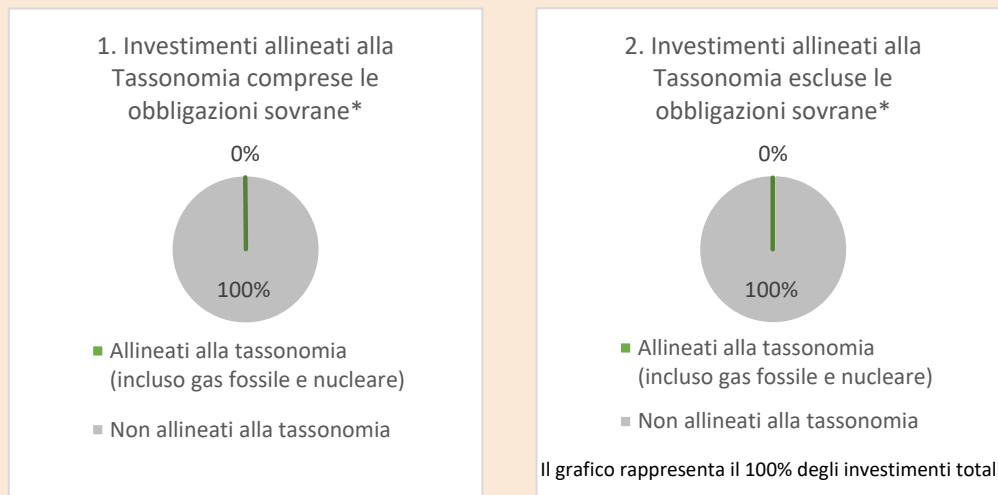 1. Investimenti allineati alla
Tassonomia comprese le
obbligazioni sovrane*
0%
100%
Allineati alla tassonomia
(incluso gas fossile e nucleare)
Non allineati alla tassonomia
2. Investimenti allineati alla
Tassonomia escluse le
obbligazioni sovrane*
0%
100%
Allineati alla tassonomia
(incluso gas fossile e nucleare)
Non allineati alla tassonomia
Il grafico rappresenta il 100% degli investimenti total